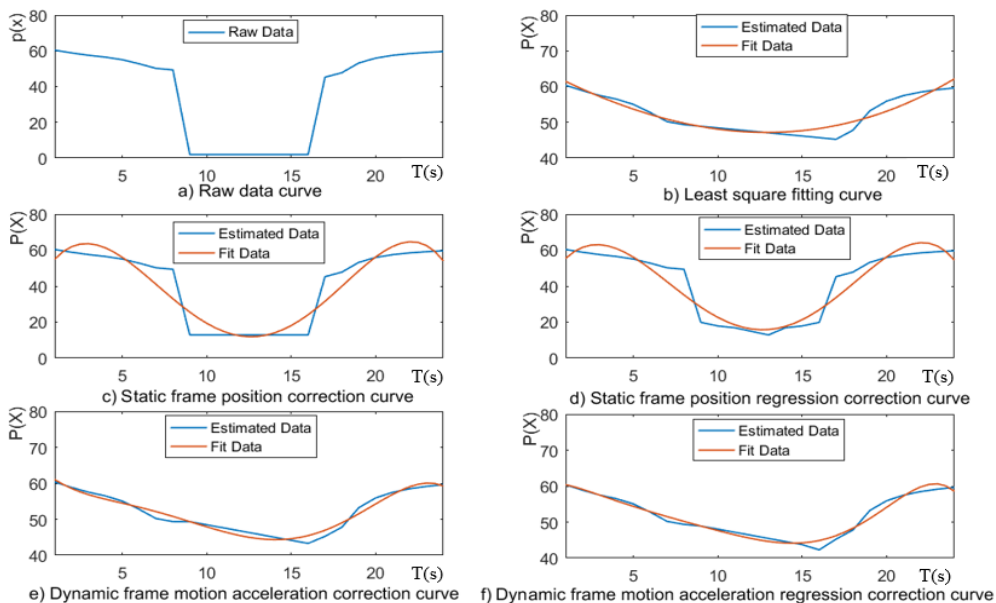 p(x)
80
60
40
20
0
Raw Data
5
10
15
20
T(s)
a) Raw data curve
P(X)
80
70
60
50
40
Estimated Data
Fit Data
5
10
15
20
T(s)
b) Least square fitting curve
P(X)
80
60
40
20
0
Estimated Data
Fit Data
5
10
15
20
T(s)
c) Static frame position correction curve
P(X)
80
60
40
20
0
Estimated Data
Fit Data
5
10
15
20
T(s)
d) Static frame position regression correction curve
P(X)
80
70
60
50
40
Estimated Data
Fit Data
5
10
15
20
T(s)
e) Dynamic frame motion acceleration correction curve
P(X)
80
70
60
50
40
Estimated Data
Fit Data
5
10
15
20
T(s)
f) Dynamic frame motion acceleration regression correction curve